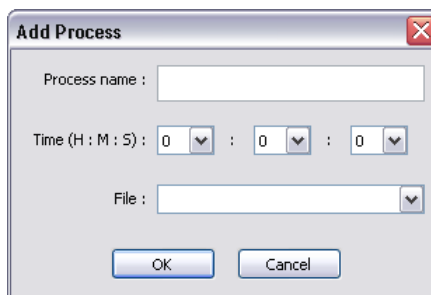 Add Process
Process name :
Time (H : M : S) : 0 : 0 : 0
File :
OK Cancel